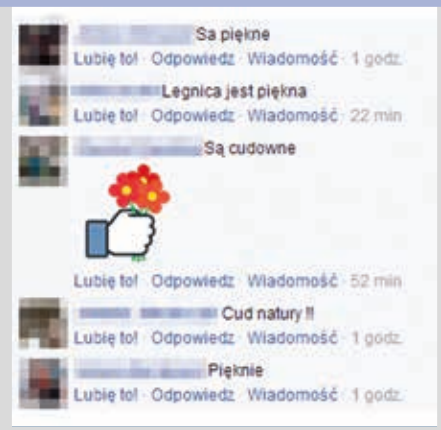 Sa piękne
Lubię to! · Odpowiedz · Wiadomość · 1 godz.
Legnica jest piękna
Lubię to! · Odpowiedz · Wiadomość · 22 min
Są cudowne
Lubię to! · Odpowiedz · Wiadomość · 52 min
Cud natury !!
Lubię to! · Odpowiedz · Wiadomość · 1 godz.
Pięknie
Lubię to! · Odpowiedz · Wiadomość · 1 godz.